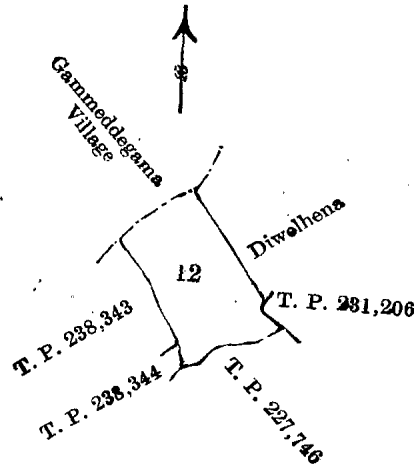 Gammeddegama
Village
Diwelhena
12
T. P. 231,206
T. P. 238,343
T. P. 238,344
T. P. 227,746